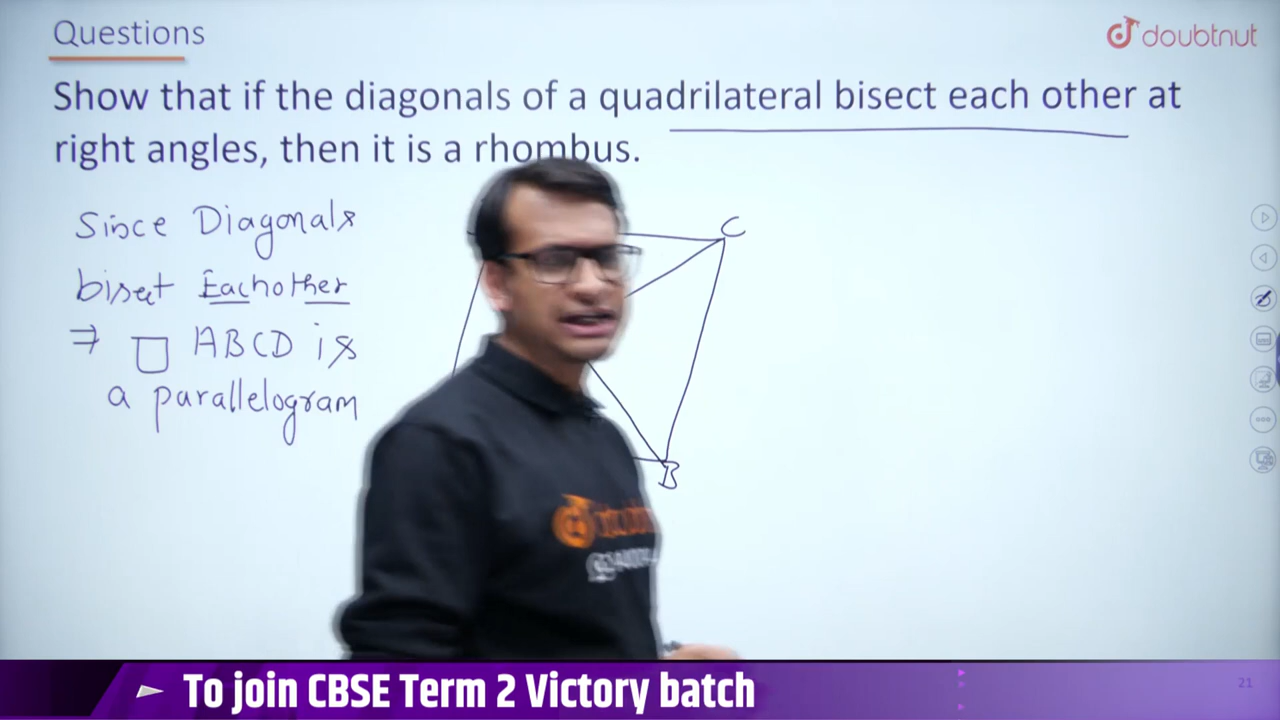 Questions
doubtnut
Show that if the diagonals of a quadrilateral bisect each other at
right angles, then it is a rhombus.
Since Diagonals
bisect Eachother
⇒ □ ABCD is
a parallelogram
C
B
To join CBSE Term 2 Victory batch
21